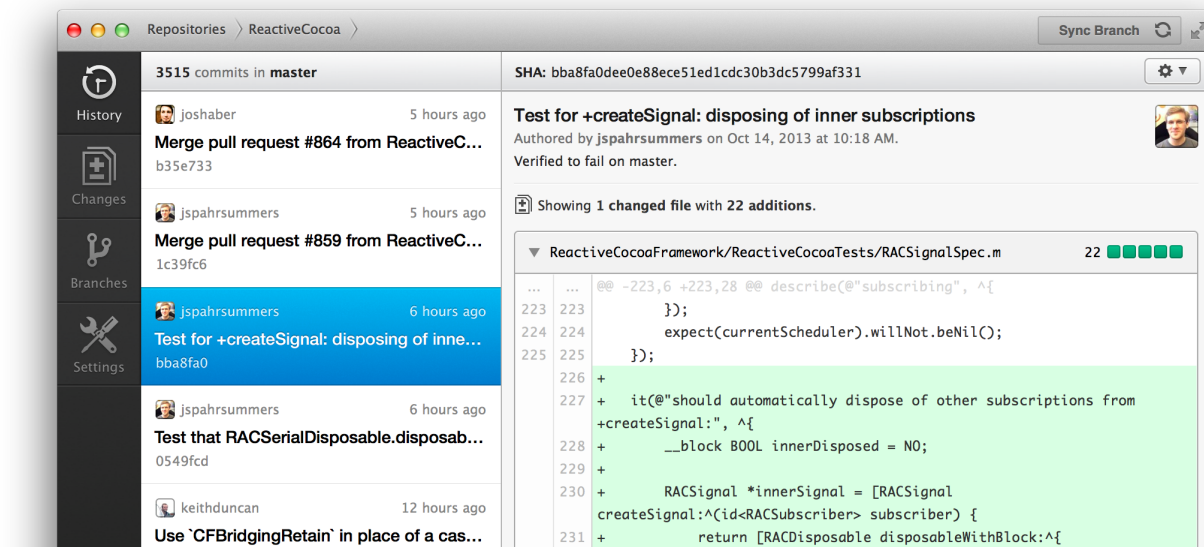 Repositories ReactiveCocoa
Sync Branch
History
Changes
Branches
Settings
3515 commits in master
joshaber 5 hours ago
Merge pull request #864 from ReactiveC...
b35e733
jspahrsummers 5 hours ago
Merge pull request #859 from ReactiveC...
1c39fc6
jspahrsummers 6 hours ago
Test for +createSignal: disposing of inne...
bba8fa0
jspahrsummers 6 hours ago
Test that RACSerialDisposable.disposab...
0549fcd
keithduncan 12 hours ago
Use `CFBridgingRetain` in place of a cas...
SHA: bba8fa0dee0e88ece51ed1cdc30b3dc5799af331
Test for +createSignal: disposing of inner subscriptions
Authored by jspahrsummers on Oct 14, 2013 at 10:18 AM.
Verified to fail on master.
Showing 1 changed file with 22 additions.
ReactiveCocoaFramework/ReactiveCocoaTests/RACSignalSpec.m 22
... ... @@ -223,6 +223,28 @@ describe(@"subscribing", ^{
223 223 });
224 224 expect(currentScheduler).willNot.beNil();
225 225 });
226 +
227 + it(@"should automatically dispose of other subscriptions from
+createSignal:", ^{
228 + __block BOOL innerDisposed = NO;
229 +
230 + RACSignal *innerSignal = [RACSignal
createSignal:^(id<RACSubscriber> subscriber) {
231 + return [RACDisposable disposableWithBlock:^{